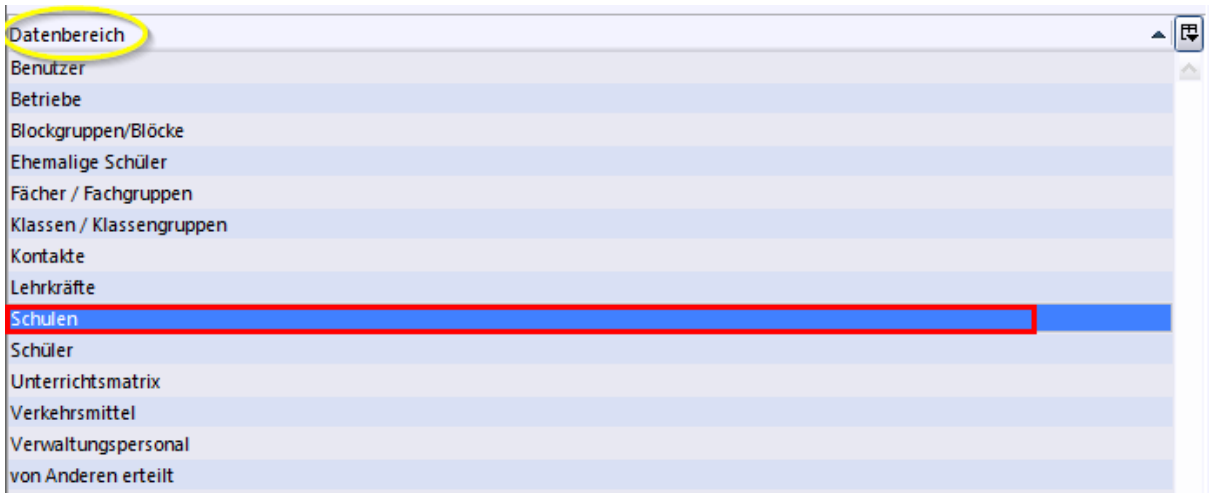 Datenbereich
Benutzer
Betriebe
Blockgruppen/Blöcke
Ehemalige Schüler
Fächer / Fachgruppen
Klassen / Klassengruppen
Kontakte
Lehrkräfte
Schulen
Schüler
Unterrichtsmatrix
Verkehrsmittel
Verwaltungspersonal
von Anderen erteilt